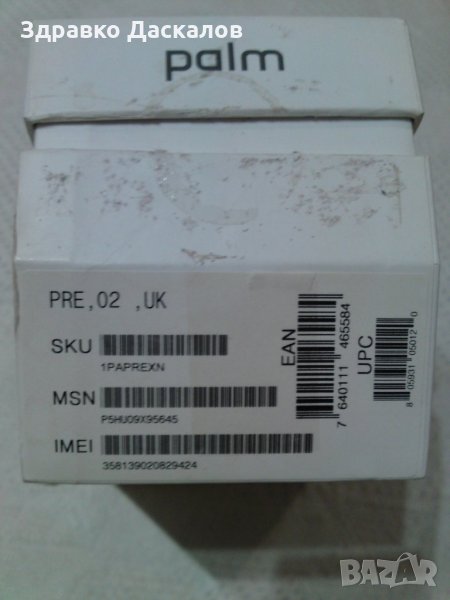 Здравко Даскалов
palm
PRE,02 ,UK
SKU
1PAPREXN
MSN
P5HU09X95645
IMEI
358139020829424
EAN
7 640111 465584
UPC
8 05931 05012 0
BAZAR